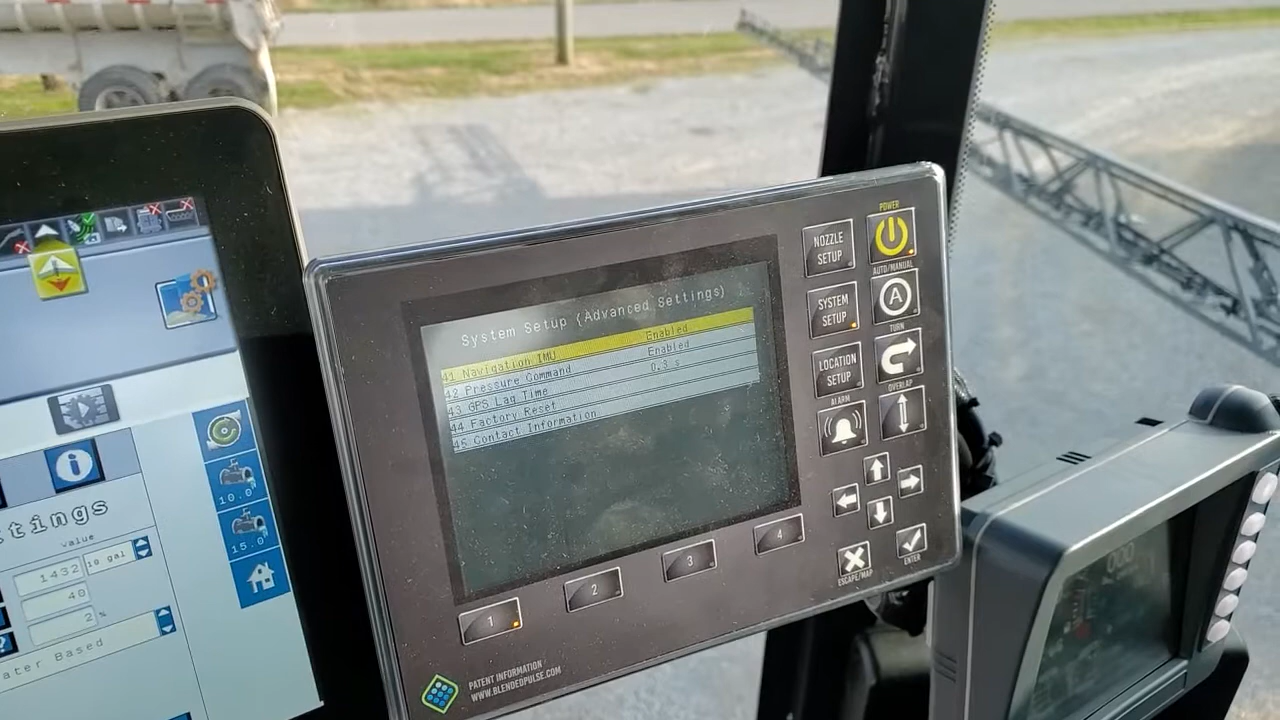 System Setup (Advanced Settings)
41 Navigation IMU Enabled
42 Pressure Command Enabled
43 GPS Lag Time 0.3 s
44 Factory Reset
45 Contact Information
POWER
NOZZLE
SETUP
AUTO/MANUAL
SYSTEM
SETUP
A
TURN
LOCATION
SETUP
OVERLAP
ALARM
ESCAPE/MAP
ENTER
1
2
3
4
PATENT INFORMATION
WWW.BLENDEDPULSE.COM
10.0"
15.0"
ttings
Value
1432
10 gal
40
2 %
ater Based
000